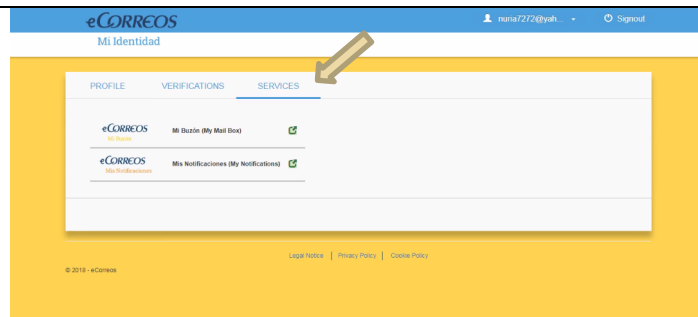 eCORREOS
nuria7272@yah...
Signout
Mi Identidad
PROFILE VERIFICATIONS SERVICES
eCORREOS
Mi Buzón
Mi Buzón (My Mail Box)
eCORREOS
Mis Notificaciones
Mis Notificaciones (My Notifications)
Legal Notice | Privacy Policy | Cookie Policy
© 2018 - eCorreos